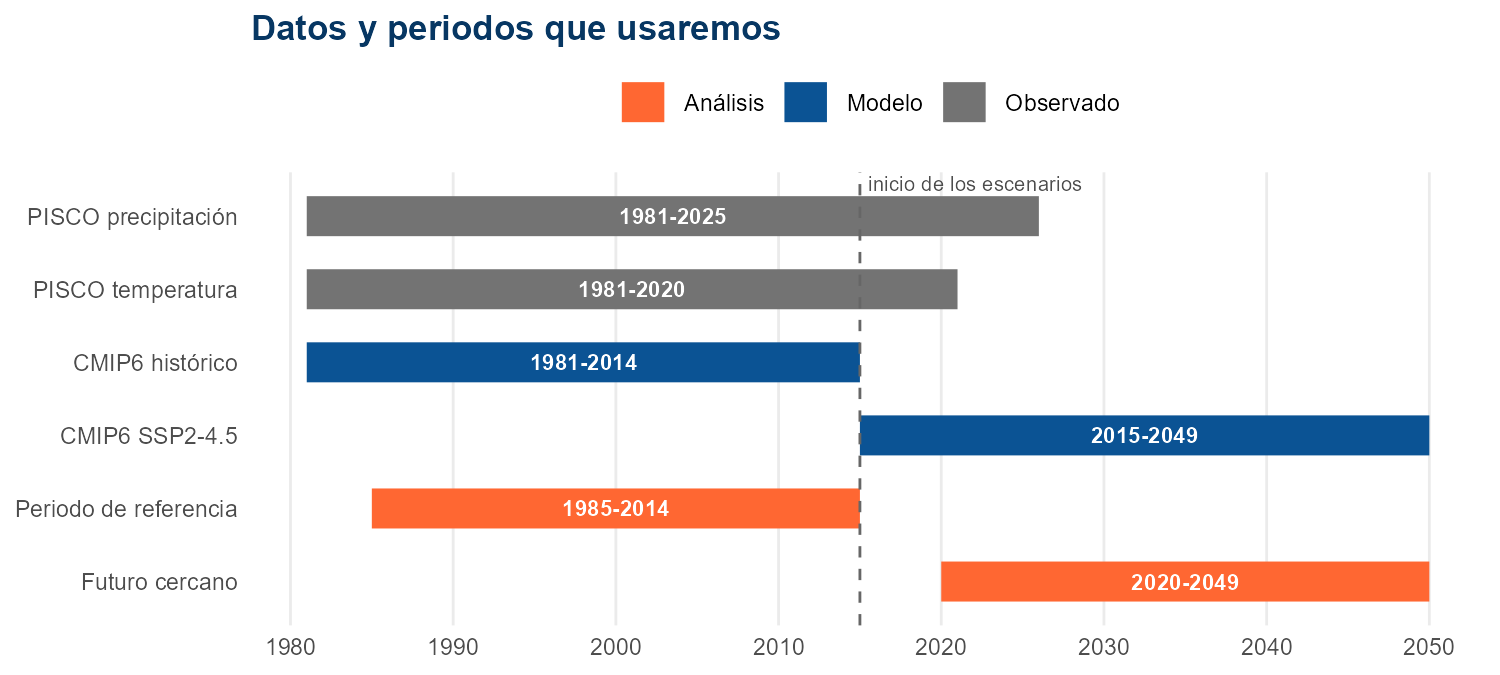 Datos y periodos que usaremos
Análisis Modelo Observado
inicio de los escenarios
PISCO precipitación 1981-2025
PISCO temperatura 1981-2020
CMIP6 histórico 1981-2014
CMIP6 SSP2-4.5 2015-2049
Periodo de referencia 1985-2014
Futuro cercano 2020-2049
1980 1990 2000 2010 2020 2030 2040 2050